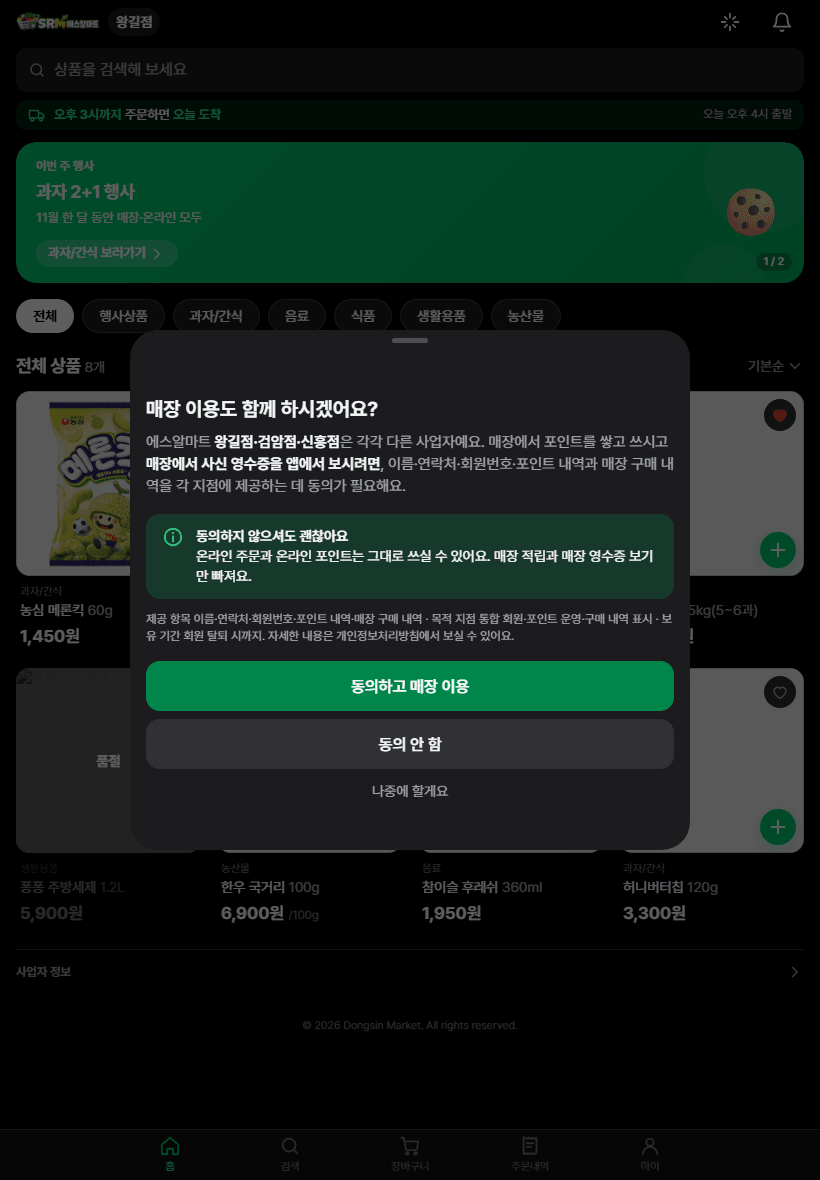 SRM에스알마트 왕길점
상품을 검색해 보세요
오후 3시까지 주문하면 오늘 도착
오늘 오후 4시 출발
이번 주 행사
과자 2+1 행사
11월 한 달 동안 매장·온라인 모두
과자/간식 보러가기
1 / 2
전체
행사상품
과자/간식
음료
식품
생활용품
농산물
전체 상품 8개
기본순
매장 이용도 함께 하시겠어요?
에스알마트 왕길점·검암점·신흥점은 각각 다른 사업자예요. 매장에서 포인트를 쌓고 쓰시고
매장에서 사신 영수증을 앱에서 보시려면, 이름·연락처·회원번호·포인트 내역과 매장 구매 내
역을 각 지점에 제공하는 데 동의가 필요해요.
동의하지 않으셔도 괜찮아요
온라인 주문과 온라인 포인트는 그대로 쓰실 수 있어요. 매장 적립과 매장 영수증 보기
만 빠져요.
제공 항목 이름·연락처·회원번호·포인트 내역·매장 구매 내역 · 목적 지점 통합 회원·포인트 운영·구매 내역 표시 · 보
유 기간 회원 탈퇴 시까지. 자세한 내용은 개인정보처리방침에서 보실 수 있어요.
동의하고 매장 이용
동의 안 함
나중에 할게요
농심
메론킥
과자/간식
농심 메론킥 60g
1,450원
5kg(5~6과)
원
품절
생활용품
퐁퐁 주방세제 1.2L
5,900원
농산물
한우 국거리 100g
6,900원 /100g
음료
참이슬 후레쉬 360ml
1,950원
과자/간식
허니버터칩 120g
3,300원
사업자 정보
© 2026 Dongsin Market. All rights reserved.
홈
검색
장바구니
주문내역
마이